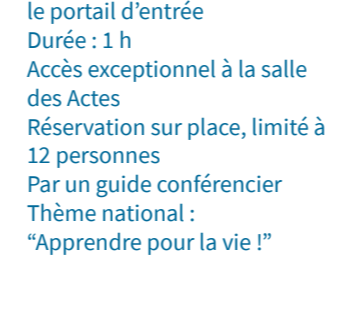 le portail d’entrée
Durée : 1 h
Accès exceptionnel à la salle
des Actes
Réservation sur place, limité à
12 personnes
Par un guide conférencier
Thème national :
“Apprendre pour la vie !”